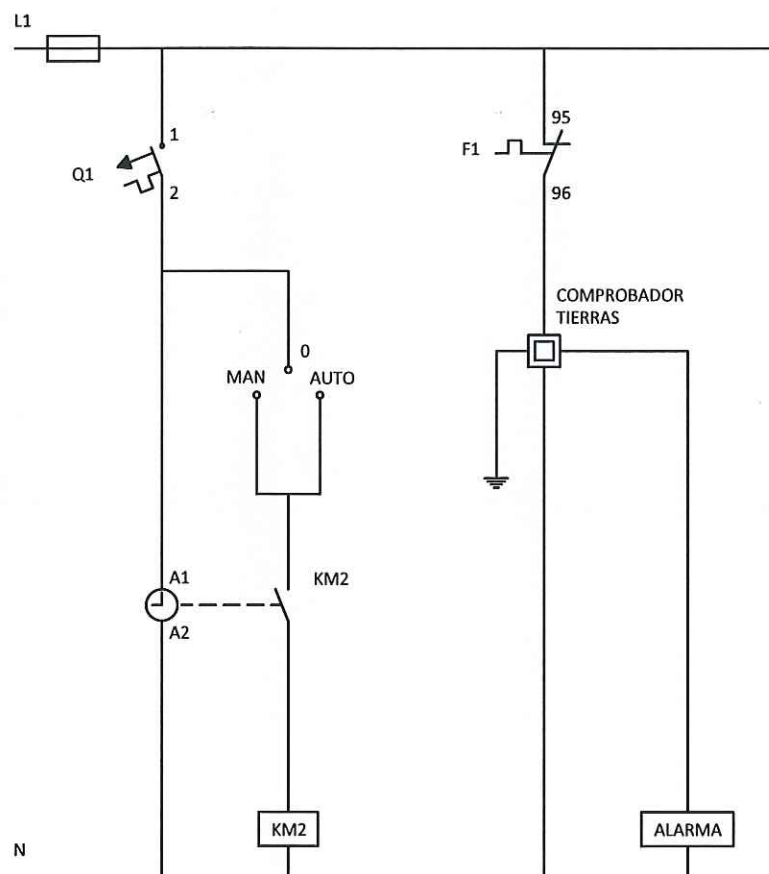 L1
1
Q1
2
95
F1
96
COMPROBADOR
TIERRAS
0
MAN
AUTO
A1
KM2
A2
KM2
ALARMA
N